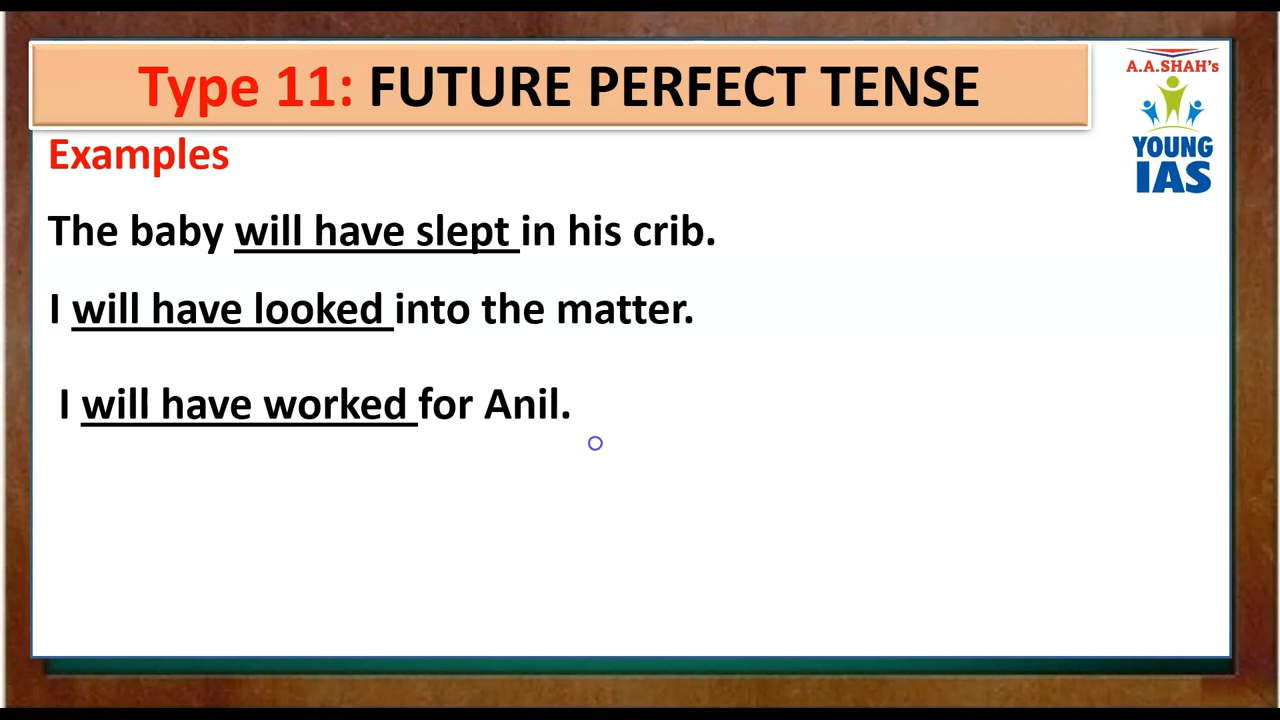 Type 11: FUTURE PERFECT TENSE
A.A.SHAH's
YOUNG
IAS
Examples
The baby will have slept in his crib.
I will have looked into the matter.
I will have worked for Anil.